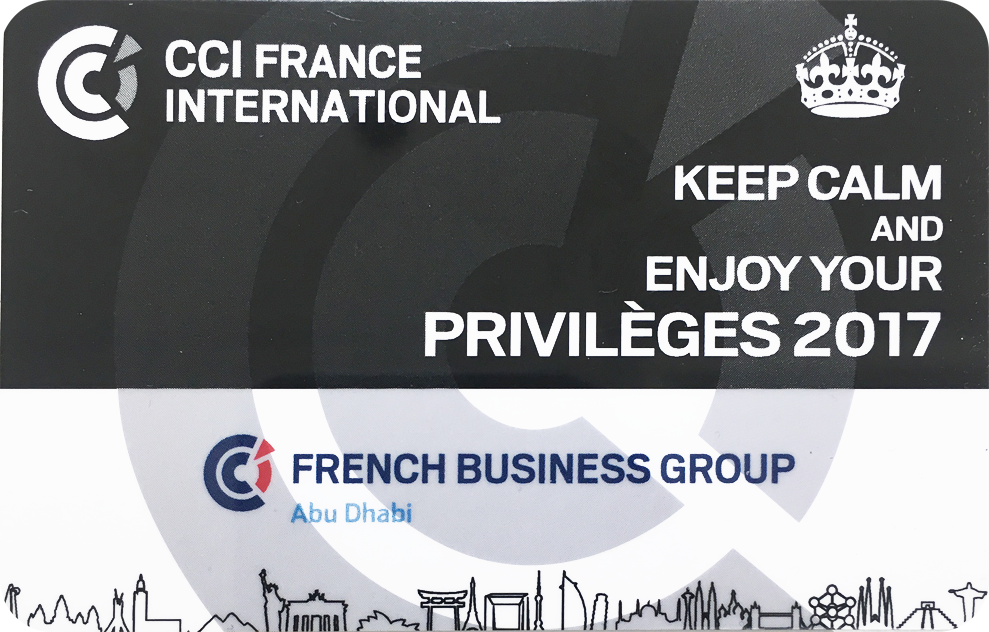 CCI FRANCE
INTERNATIONAL
KEEP CALM
AND
ENJOY YOUR
PRIVILÈGES 2017
FRENCH BUSINESS GROUP
Abu Dhabi